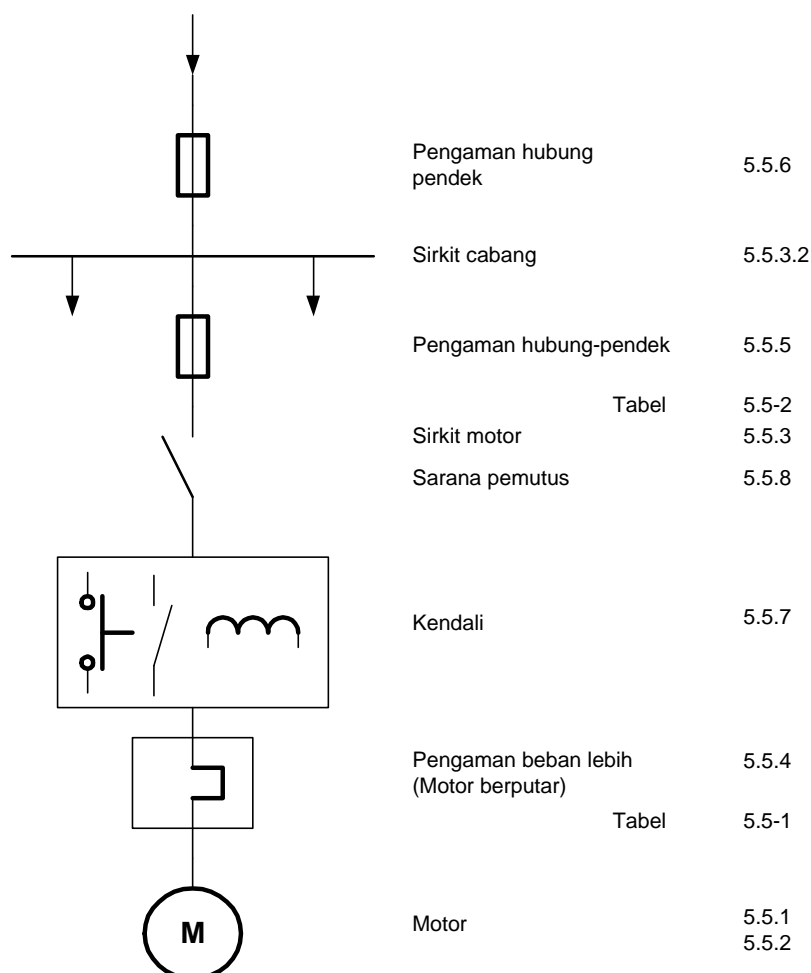 Pengaman hubung
pendek 5.5.6
Sirkit cabang 5.5.3.2
Pengaman hubung-pendek 5.5.5
Tabel 5.5-2
Sirkit motor 5.5.3
Sarana pemutus 5.5.8
Kendali 5.5.7
Pengaman beban lebih 5.5.4
(Motor berputar)
Tabel 5.5-1
M
Motor 5.5.1
5.5.2